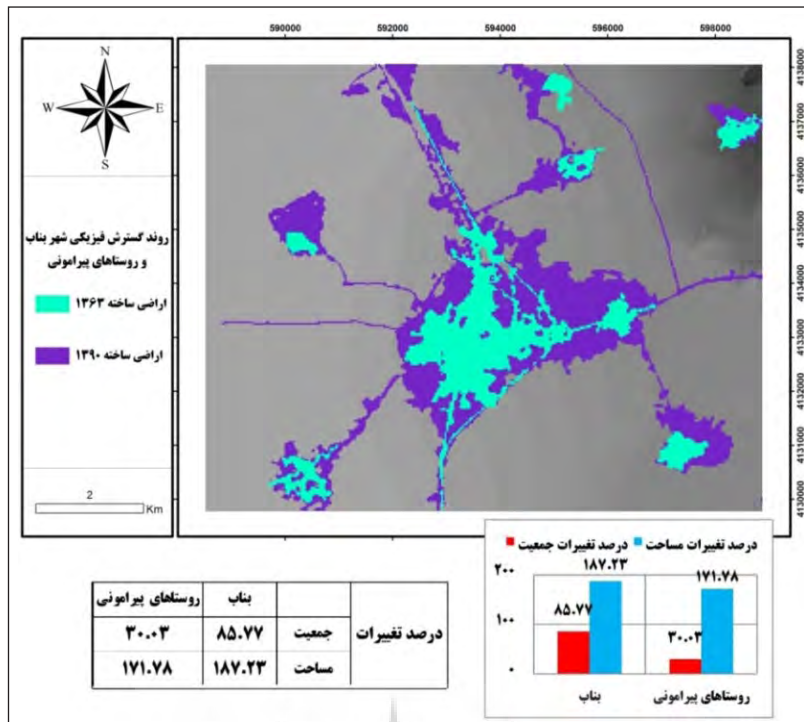 590000 592000 594000 596000 598000
N
W E
S
روند گسترش فیزیکی شهر بناب
و روستاهای پیرامونی
اراضی ساخته ۱۳۶۳
اراضی ساخته ۱۳۹۰
2
Km
4138000
4137000
4136000
4135000
4134000
4133000
4132000
4131000
4130000
درصد تغییرات جمعیت درصد تغییرات مساحت
۲۰۰
۱۰۰
۰
۸۵.۷۷
۱۸۷.۲۳
۳۰.۰۳
۱۷۱.۷۸
بناب
روستاهای پیرامونی
درصد تغییرات
بناب روستاهای پیرامونی
جمعیت ۸۵.۷۷ ۳۰.۰۳
مساحت ۱۸۷.۲۳ ۱۷۱.۷۸